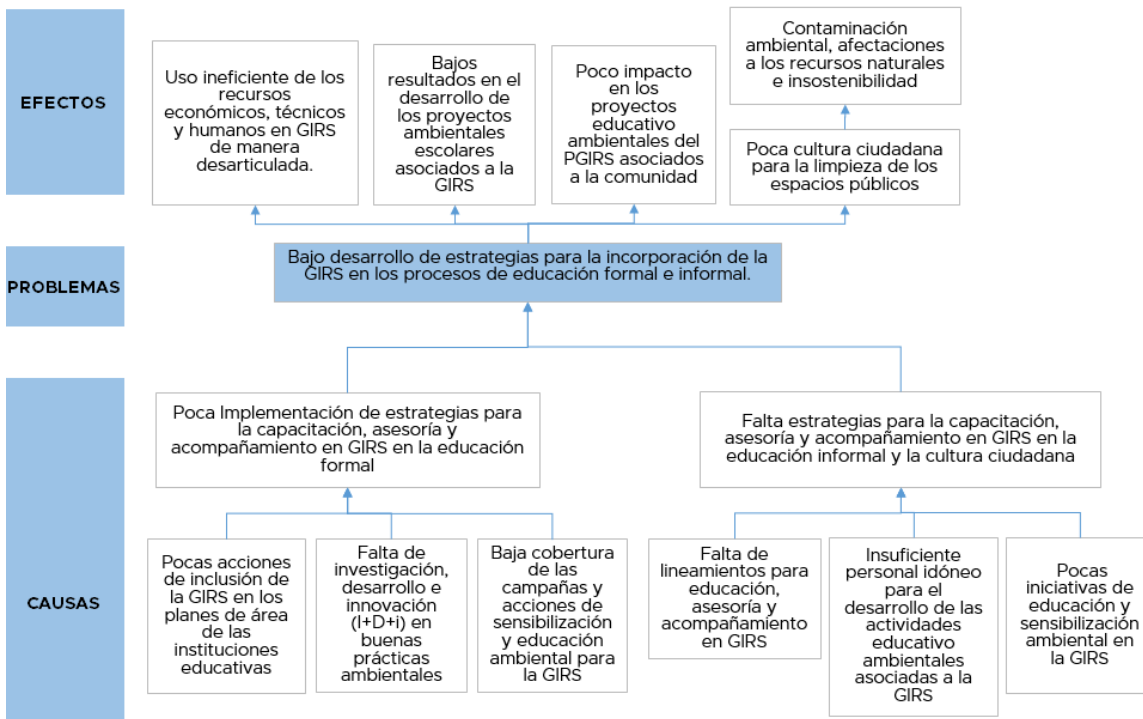 EFECTOS
Uso ineficiente de los
recursos
económicos, técnicos
y humanos en GIRS
de manera
desarticulada.
Bajos
resultados en el
desarrollo de
los proyectos
ambientales
escolares
asociados a la
GIRS
Poco impacto
en los
proyectos
educativo
ambientales del
PGIRS asociados
a la comunidad
Contaminación
ambiental, afectaciones
a los recursos naturales
e insostenibilidad
Poca cultura ciudadana
para la limpieza de los
espacios públicos
PROBLEMAS
Bajo desarrollo de estrategias para la incorporación de la
GIRS en los procesos de educación formal e informal.
CAUSAS
Poca Implementación de estrategias para
la capacitación, asesoría y
acompañamiento en GIRS en la educación
formal
Falta estrategias para la capacitación,
asesoría y acompañamiento en GIRS en la
educación informal y la cultura ciudadana
Pocas acciones
de inclusión de
la GIRS en los
planes de área
de las
instituciones
educativas
Falta de
investigación,
desarrollo e
innovación
(I+D+i) en
buenas
prácticas
ambientales
Baja cobertura
de las
campañas y
acciones de
sensibilización
y educación
ambiental para
la GIRS
Falta de
lineamientos para
educación,
asesoría y
acompañamiento
en GIRS
Insuficiente
personal idóneo
para el
desarrollo de las
actividades
educativo
ambientales
asociadas a la
GIRS
Pocas
iniciativas de
educación y
sensibilización
ambiental en
la GIRS